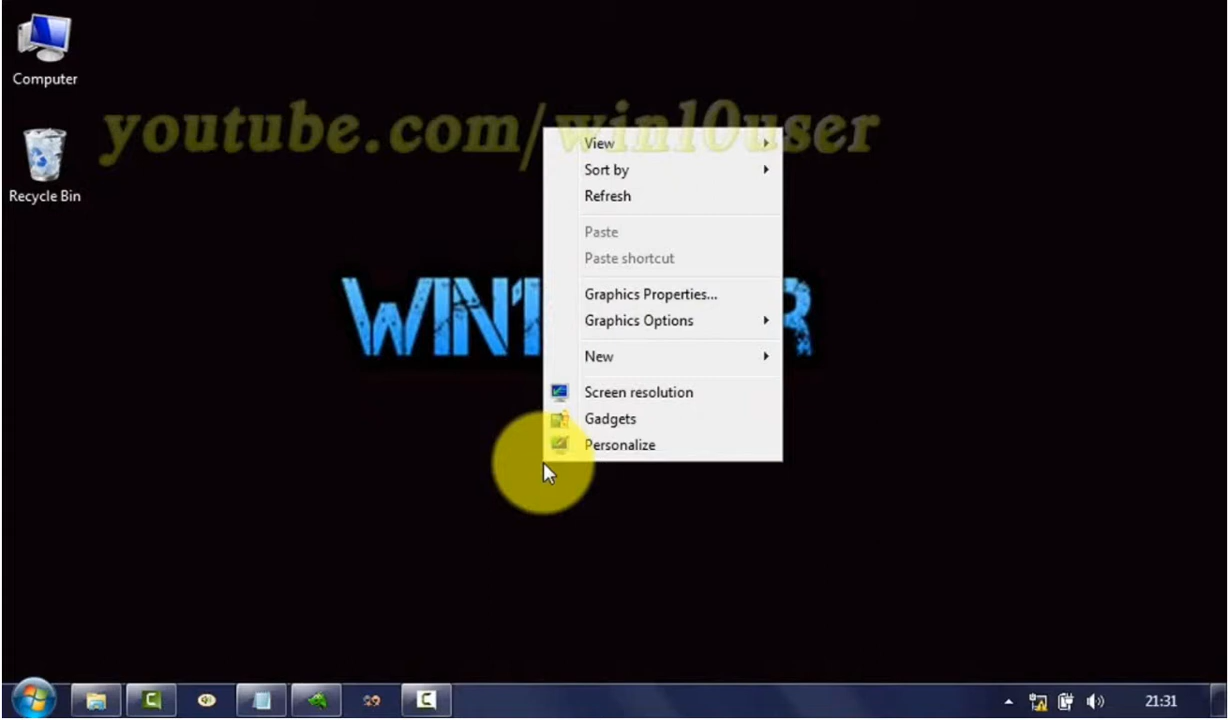 Computer
youtube.com/win10user
Recycle Bin
View
Sort by
Refresh
Paste
Paste shortcut
Graphics Properties...
Graphics Options
New
Screen resolution
Gadgets
Personalize
21:31